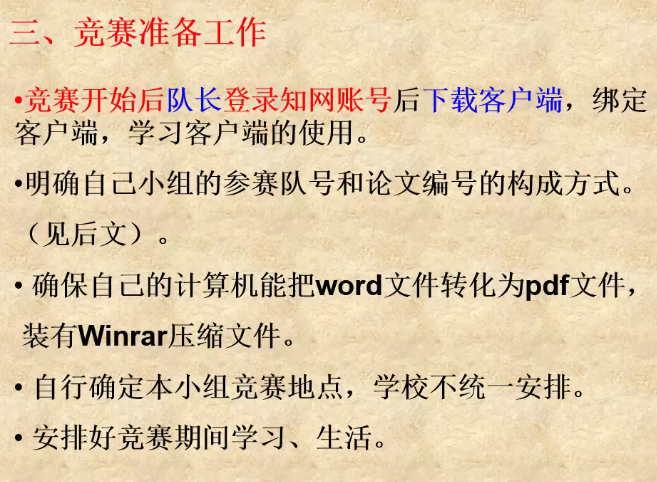 三、竞赛准备工作
•竞赛开始后队长登录知网账号后下载客户端，绑定
客户端，学习客户端的使用。
•明确自己小组的参赛队号和论文编号的构成方式。
（见后文）。
• 确保自己的计算机能把word文件转化为pdf文件，
装有Winrar压缩文件。
• 自行确定本小组竞赛地点，学校不统一安排。
• 安排好竞赛期间学习、生活。